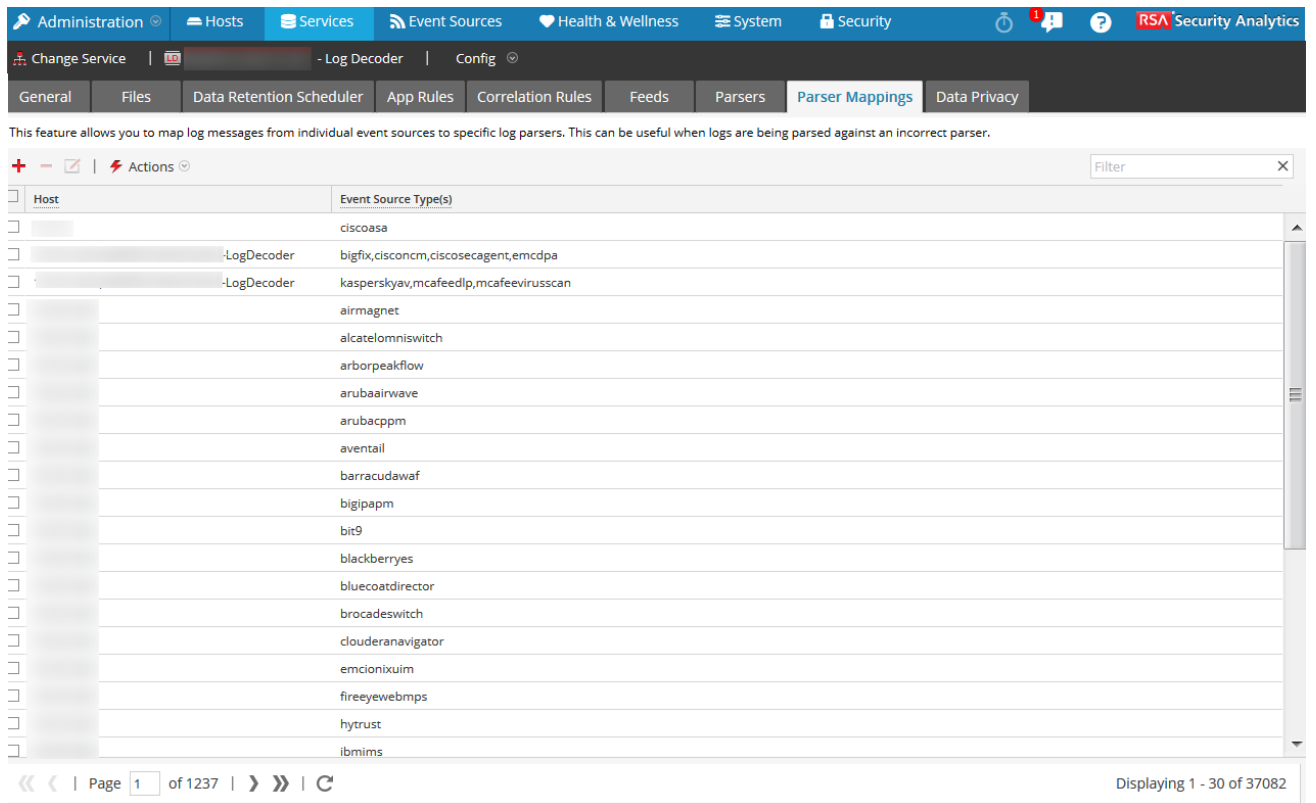 Administration Hosts Services Event Sources Health & Wellness System Security 1 ? RSA Security Analytics
Change Service | LD - Log Decoder | Config
General Files Data Retention Scheduler App Rules Correlation Rules Feeds Parsers Parser Mappings Data Privacy
This feature allows you to map log messages from individual event sources to specific log parsers. This can be useful when logs are being parsed against an incorrect parser.
| Actions Filter
Host Event Source Type(s)
ciscoasa
-LogDecoder bigfix,cisconcm,ciscosecagent,emcdpa
-LogDecoder kasperskyav,mcafeedlp,mcafeevirusscan
airmagnet
alcatelomniswitch
arborpeakflow
arubaairwave
arubacppm
aventail
barracudawaf
bigipapm
bit9
blackberryes
bluecoatdirector
brocadeswitch
clouderanavigator
emcionixuim
fireeyewebmps
hytrust
ibmims
| Page 1 of 1237 | | Displaying 1 - 30 of 37082